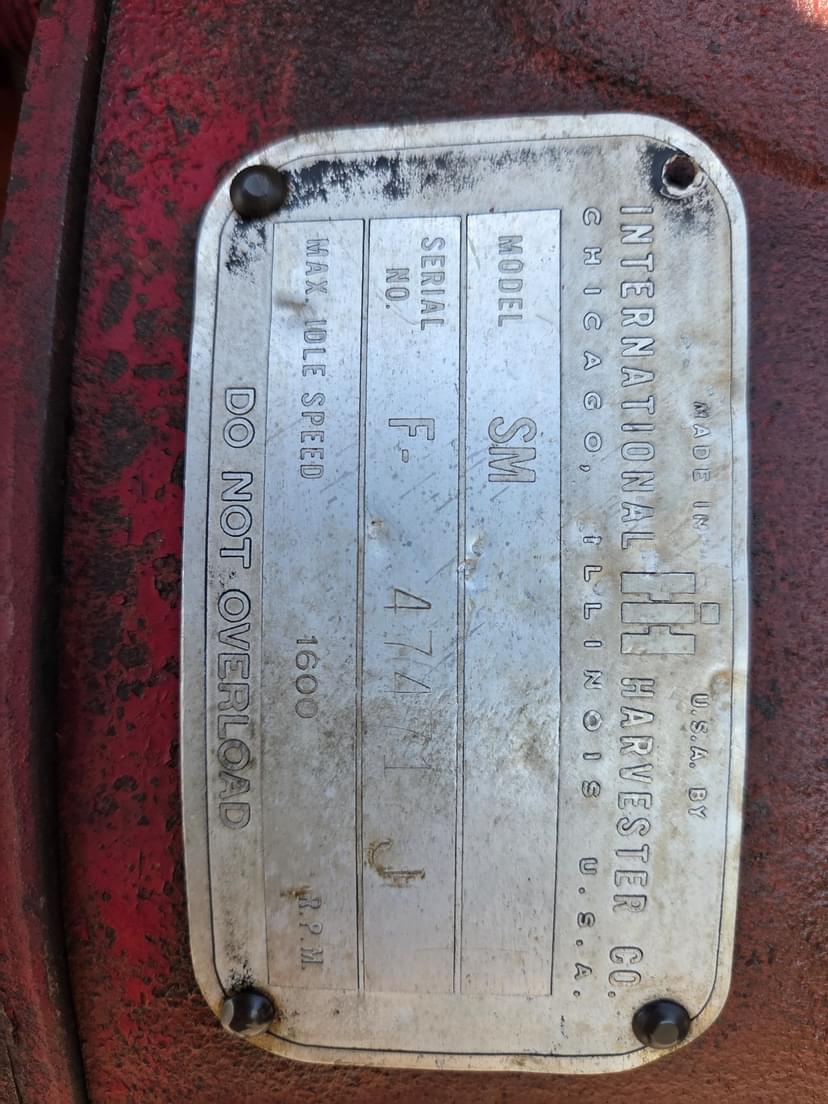 MADE IN U.S.A. BY
INTERNATIONAL IH HARVESTER CO.
CHICAGO, ILLINOIS U.S.A.
MODEL SM
SERIAL NO. F- J
MAX. IDLE SPEED 1600 R.P.M.
DO NOT OVERLOAD